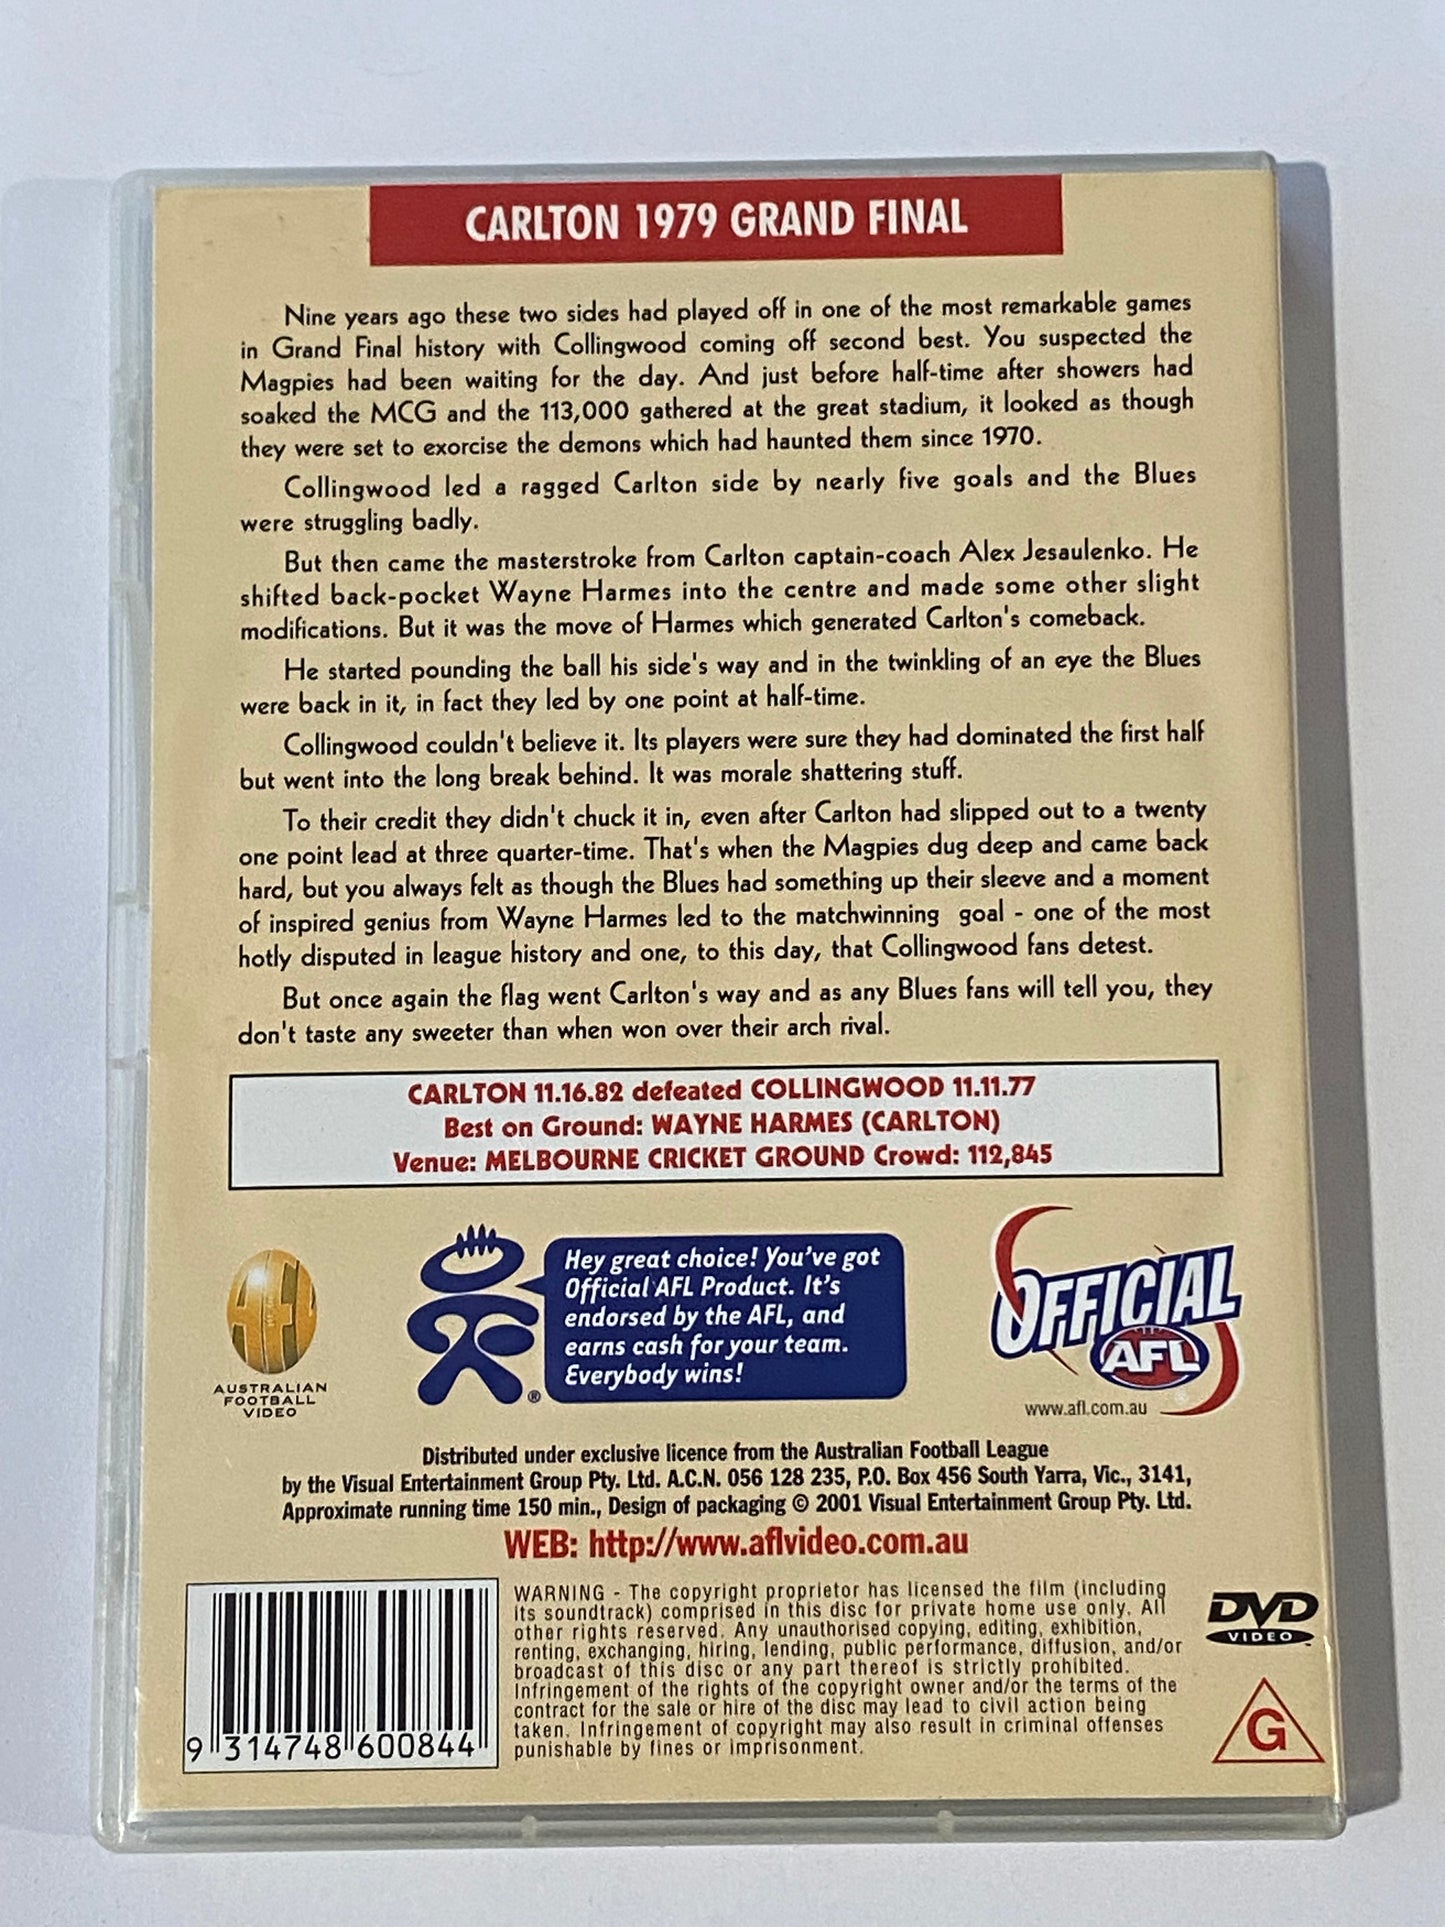 CARLTON 1979 GRAND FINAL
Nine years ago these two sides had played off in one of the most remarkable games
in Grand Final history with Collingwood coming off second best. You suspected the
Magpies had been waiting for the day. And just before half-time after showers had
soaked the MCG and the 113,000 gathered at the great stadium, it looked as though
they were set to exorcise the demons which had haunted them since 1970.
Collingwood led a ragged Carlton side by nearly five goals and the Blues
were struggling badly.
But then came the masterstroke from Carlton captain-coach Alex Jesaulenko. He
shifted back-pocket Wayne Harmes into the centre and made some other slight
modifications. But it was the move of Harmes which generated Carlton's comeback.
He started pounding the ball his side's way and in the twinkling of an eye the Blues
were back in it, in fact they led by one point at half-time.
Collingwood couldn't believe it. Its players were sure they had dominated the first half
but went into the long break behind. It was morale shattering stuff.
To their credit they didn't chuck it in, even after Carlton had slipped out to a twenty
one point lead at three quarter-time. That's when the Magpies dug deep and came back
hard, but you always felt as though the Blues had something up their sleeve and a moment
of inspired genius from Wayne Harmes led to the matchwinning goal - one of the most
hotly disputed in league history and one, to this day, that Collingwood fans detest.
But once again the flag went Carlton's way and as any Blues fans will tell you, they
don't taste any sweeter than when won over their arch rival.
CARLTON 11.16.82 defeated COLLINGWOOD 11.11.77
Best on Ground: WAYNE HARMES (CARLTON)
Venue: MELBOURNE CRICKET GROUND Crowd: 112,845
AFL
AUSTRALIAN
FOOTBALL
VIDEO
®
Hey great choice! You've got
Official AFL Product. It's
endorsed by the AFL, and
earns cash for your team.
Everybody wins!
OFFICIAL
AFL
www.afl.com.au
Distributed under exclusive licence from the Australian Football League
by the Visual Entertainment Group Pty. Ltd. A.C.N. 056 128 235, P.O. Box 456 South Yarra, Vic., 3141,
Approximate running time 150 min., Design of packaging © 2001 Visual Entertainment Group Pty. Ltd.
WEB: http://www.aflvideo.com.au
9 314748 600844
WARNING - The copyright proprietor has licensed the film (including
its soundtrack) comprised in this disc for private home use only. All
other rights reserved. Any unauthorised copying, editing, exhibition,
renting, exchanging, hiring, lending, public performance, diffusion, and/or
broadcast of this disc or any part thereof is strictly prohibited.
Infringement of the rights of the copyright owner and/or the terms of the
contract for the sale or hire of the disc may lead to civil action being
taken. Infringement of copyright may also result in criminal offenses
punishable by fines or imprisonment.
DVD
VIDEO
G